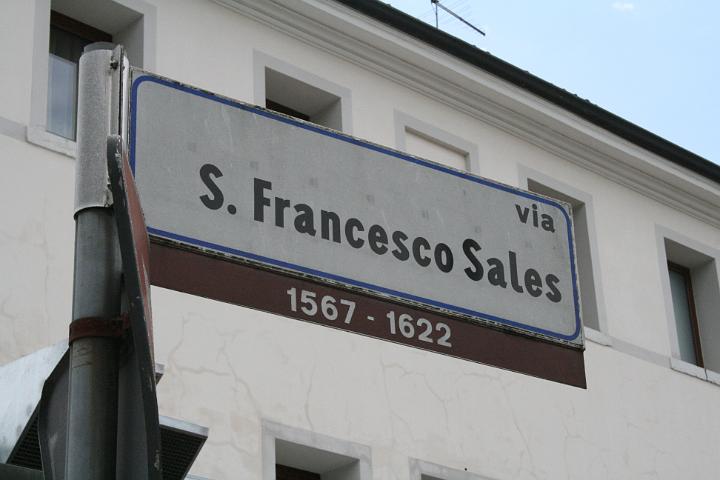 via
S. Francesco Sales
1567 - 1622